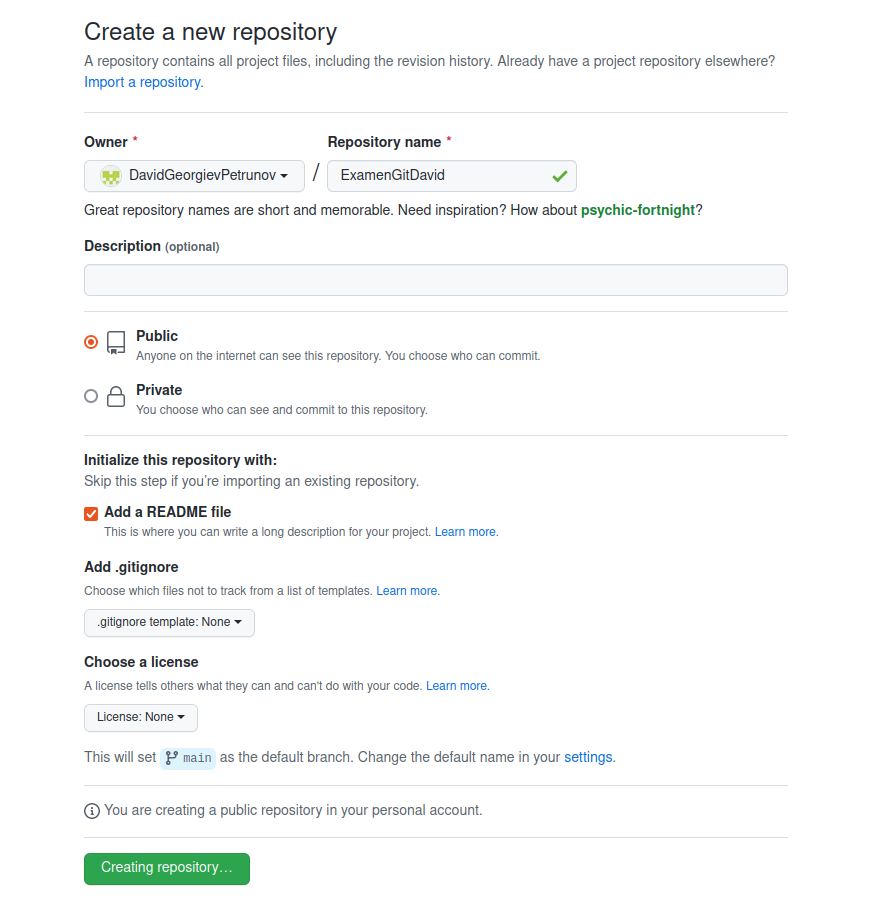 Create a new repository
A repository contains all project files, including the revision history. Already have a project repository elsewhere?
Import a repository.
Owner * Repository name *
DavidGeorgievPetrunov / ExamenGitDavid
Great repository names are short and memorable. Need inspiration? How about psychic-fortnight?
Description (optional)
Public
Anyone on the internet can see this repository. You choose who can commit.
Private
You choose who can see and commit to this repository.
Initialize this repository with:
Skip this step if you're importing an existing repository.
Add a README file
This is where you can write a long description for your project. Learn more.
Add .gitignore
Choose which files not to track from a list of templates. Learn more.
.gitignore template: None
Choose a license
A license tells others what they can and can't do with your code. Learn more.
License: None
This will set main as the default branch. Change the default name in your settings.
You are creating a public repository in your personal account.
Creating repository…